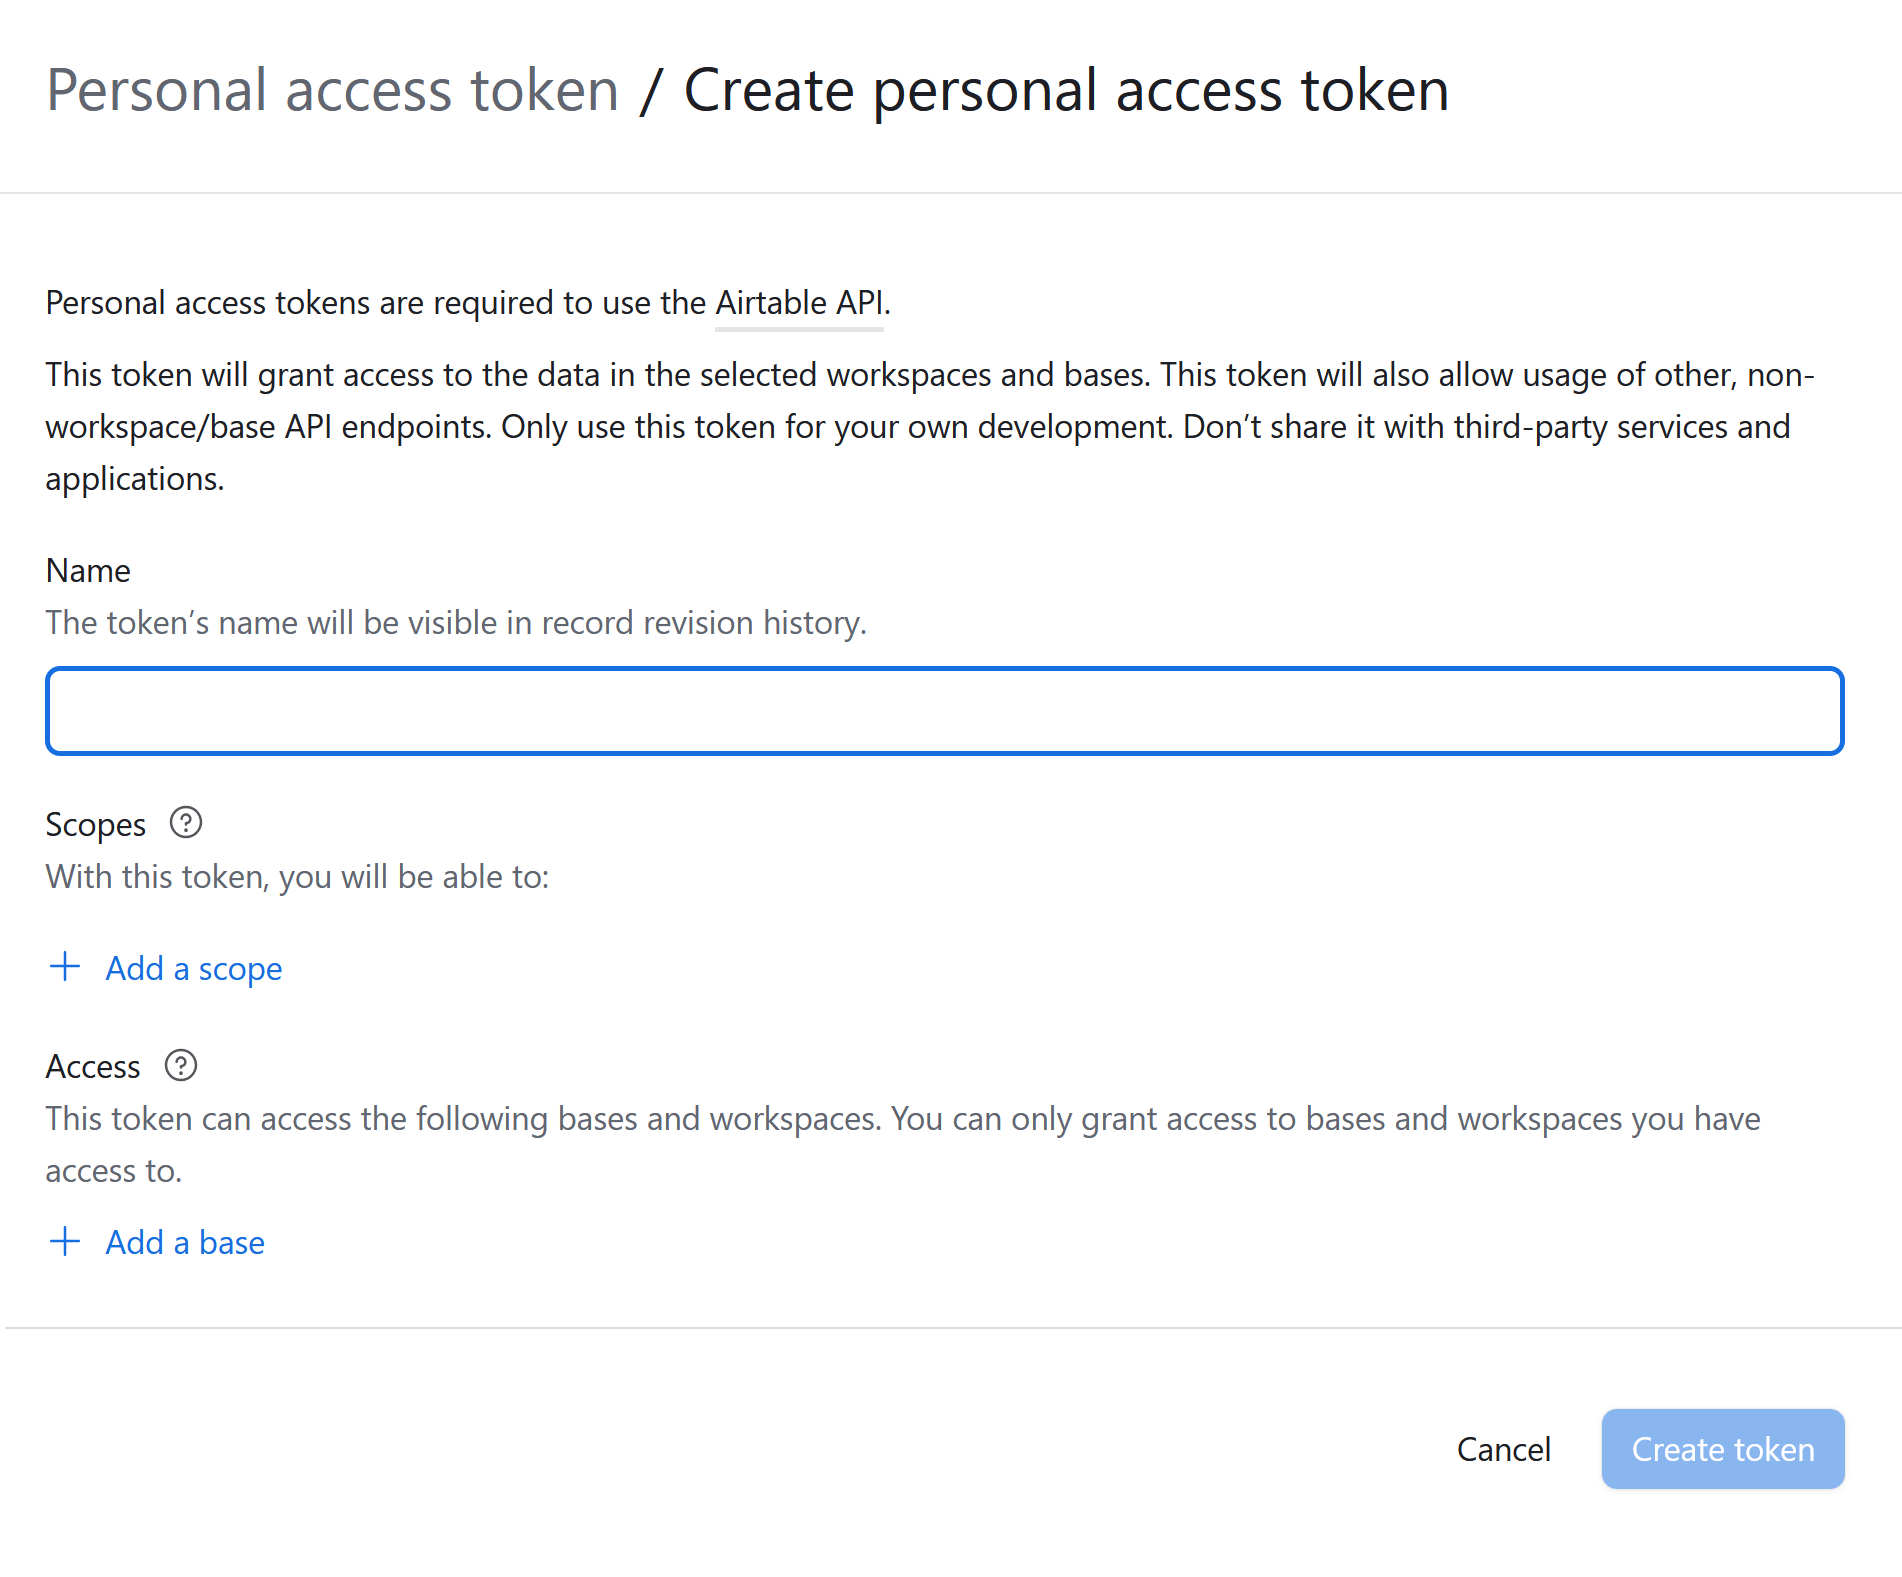 Personal access token / Create personal access token
Personal access tokens are required to use the Airtable API.
This token will grant access to the data in the selected workspaces and bases. This token will also allow usage of other, non-
workspace/base API endpoints. Only use this token for your own development. Don’t share it with third-party services and
applications.
Name
The token’s name will be visible in record revision history.
Scopes ?
With this token, you will be able to:
+ Add a scope
Access ?
This token can access the following bases and workspaces. You can only grant access to bases and workspaces you have
access to.
+ Add a base
Cancel Create token